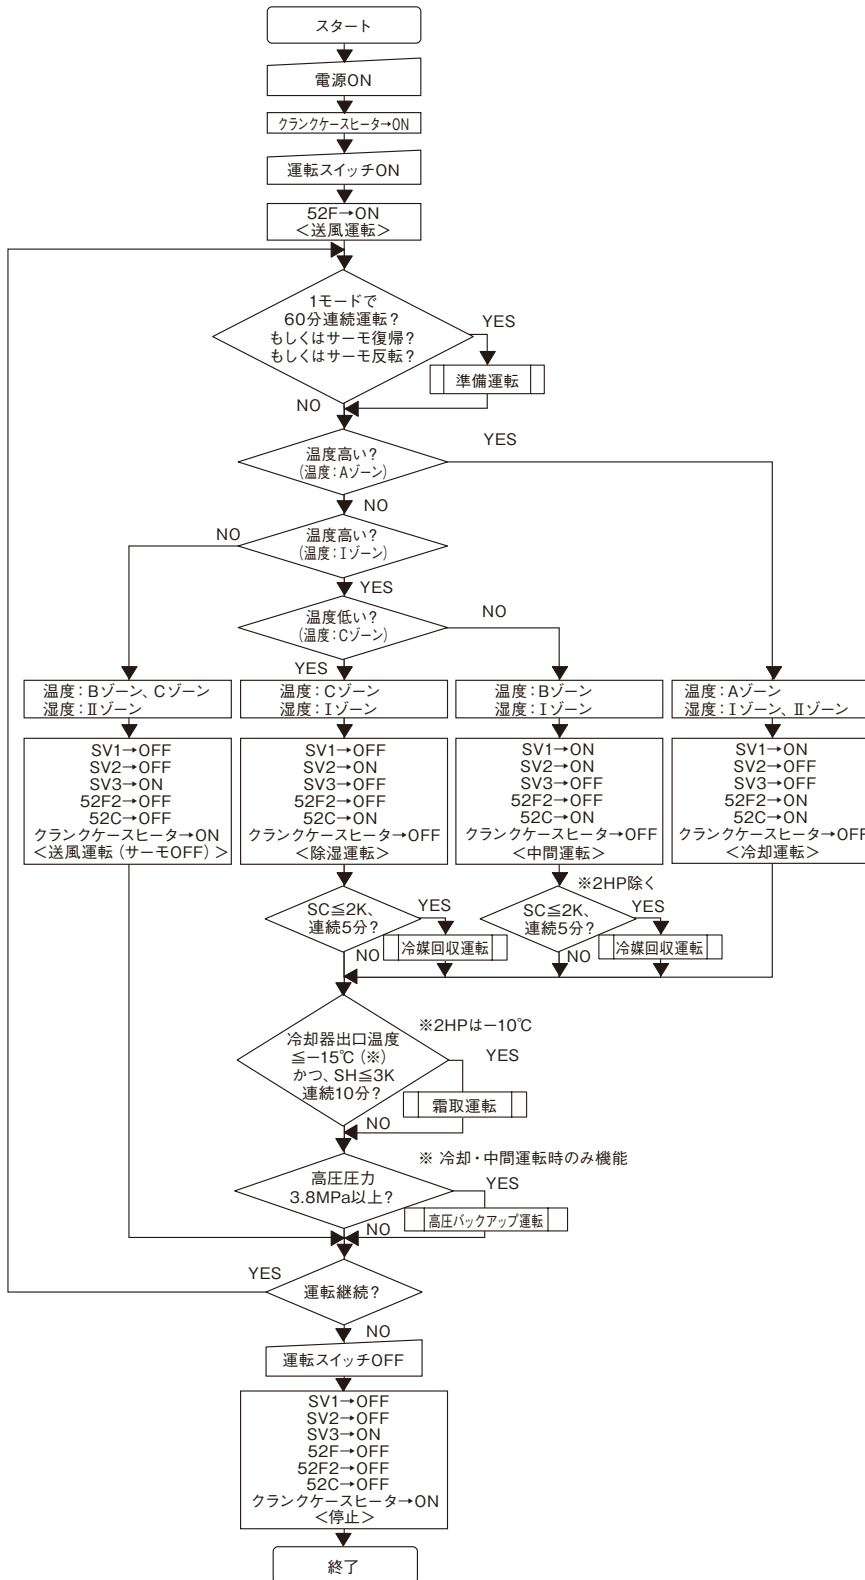 スタート
電源ON
クランクケースヒータ→ON
運転スイッチON
52F→ON
<送風運転>
1モードで
60分連続運転？
もしくはサーモ復帰？
もしくはサーモ反転？
YES
準備運転
NO
温度高い？
(温度：Aゾーン)
YES
NO
温度高い？
(温度：Iゾーン)
NO
YES
温度低い？
(温度：Cゾーン)
NO
YES
温度：Bゾーン、Cゾーン
湿度：Ⅱゾーン
温度：Cゾーン
湿度：Iゾーン
温度：Bゾーン
湿度：Iゾーン
温度：Aゾーン
湿度：Iゾーン、Ⅱゾーン
SV1→OFF
SV2→OFF
SV3→ON
52F2→OFF
52C→OFF
クランクケースヒータ→ON
<送風運転（サーモOFF）>
SV1→OFF
SV2→ON
SV3→OFF
52F2→OFF
52C→ON
クランクケースヒータ→OFF
<除湿運転>
SV1→ON
SV2→ON
SV3→OFF
52F2→OFF
52C→ON
クランクケースヒータ→OFF
<中間運転>
SV1→ON
SV2→OFF
SV3→OFF
52F2→ON
52C→ON
クランクケースヒータ→OFF
<冷却運転>
SC≦2K、
連続5分？
YES
冷媒回収運転
NO
※2HP除く
SC≦2K、
連続5分？
YES
冷媒回収運転
NO
冷却器出口温度
≦−15℃（※）
かつ、SH≦3K
連続10分？
※2HPは−10℃
YES
霜取運転
NO
※ 冷却・中間運転時のみ機能
高圧圧力
3.8MPa以上？
YES
高圧バックアップ運転
NO
運転継続？
YES
NO
運転スイッチOFF
SV1→OFF
SV2→OFF
SV3→ON
52F→OFF
52F2→OFF
52C→OFF
クランクケースヒータ→ON
<停止>
終了